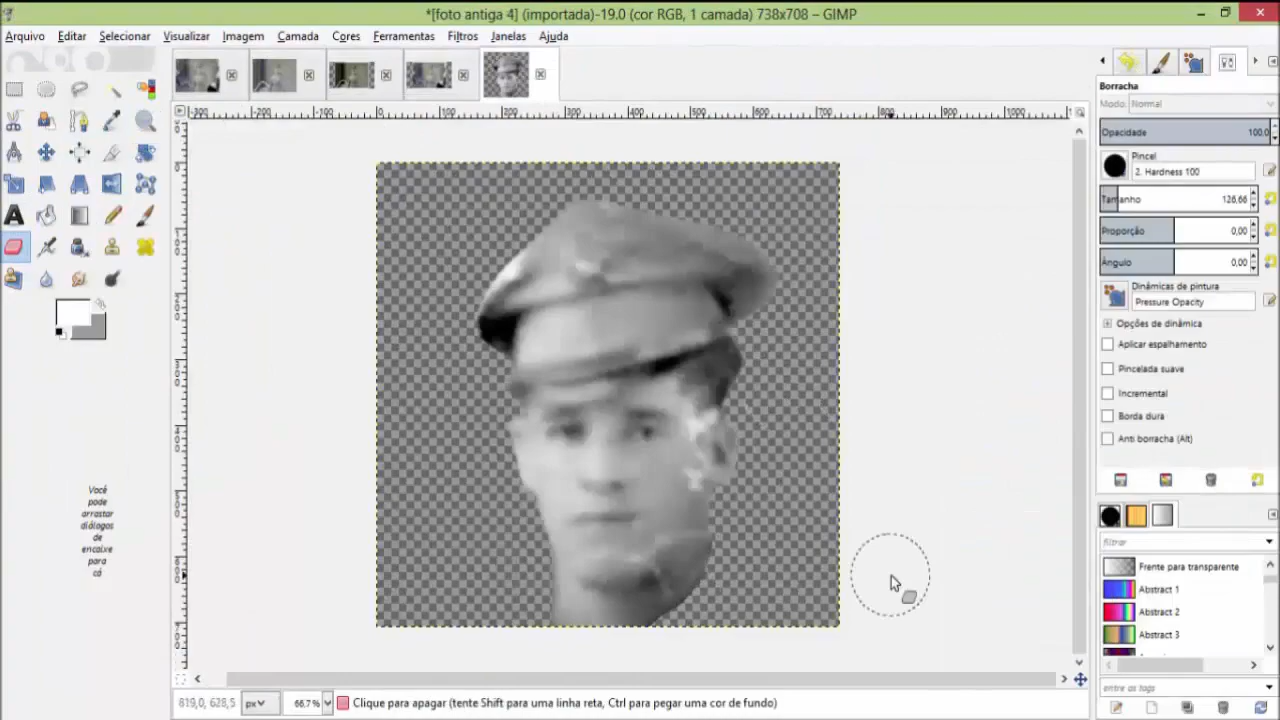 *[foto antiga 4] (importada)-19.0 (cor RGB, 1 camada) 738x708 – GIMP
Arquivo Editar Selecionar Visualizar Imagem Camada Cores Ferramentas Filtros Janelas Ajuda
Borracha
Modo: Normal
Opacidade 100,0
Pincel
2. Hardness 100
Tamanho 126,66
Proporção 0,00
Ângulo 0,00
Dinâmicas de pintura
Pressure Opacity
Opções de dinâmica
Aplicar espalhamento
Pincelada suave
Incremental
Borda dura
Anti borracha (Alt)
Você
pode
arrastar
diálogos
de
encaixe
para
cá
filtrar
Frente para transparente
Abstract 1
Abstract 2
Abstract 3
entre as tags
819,0, 628,5 px 66,7% Clique para apagar (tente Shift para uma linha reta, Ctrl para pegar uma cor de fundo)